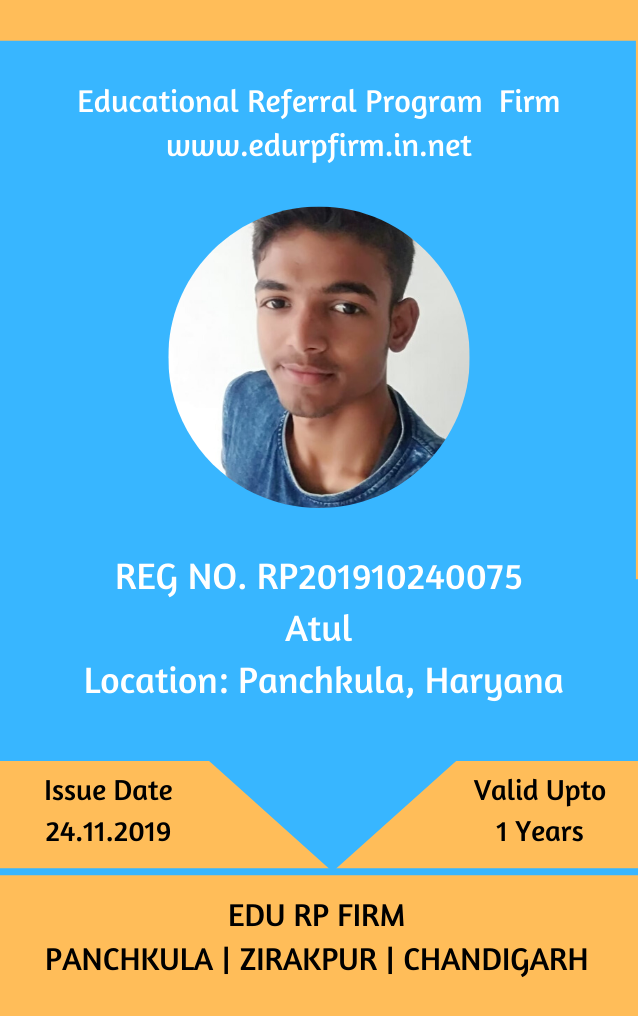 Educational Referral Program Firm
www.edurpfirm.in.net
REG NO. RP201910240075
Atul
Location: Panchkula, Haryana
Issue Date
24.11.2019
Valid Upto
1 Years
EDU RP FIRM
PANCHKULA | ZIRAKPUR | CHANDIGARH